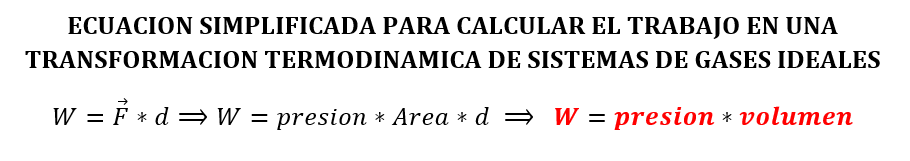 ECUACION SIMPLIFICADA PARA CALCULAR EL TRABAJO EN UNA
TRANSFORMACION TERMODINAMICA DE SISTEMAS DE GASES IDEALES
W = F⃗ * d ⟹ W = presion * Area * d ⟹ W = presion * volumen